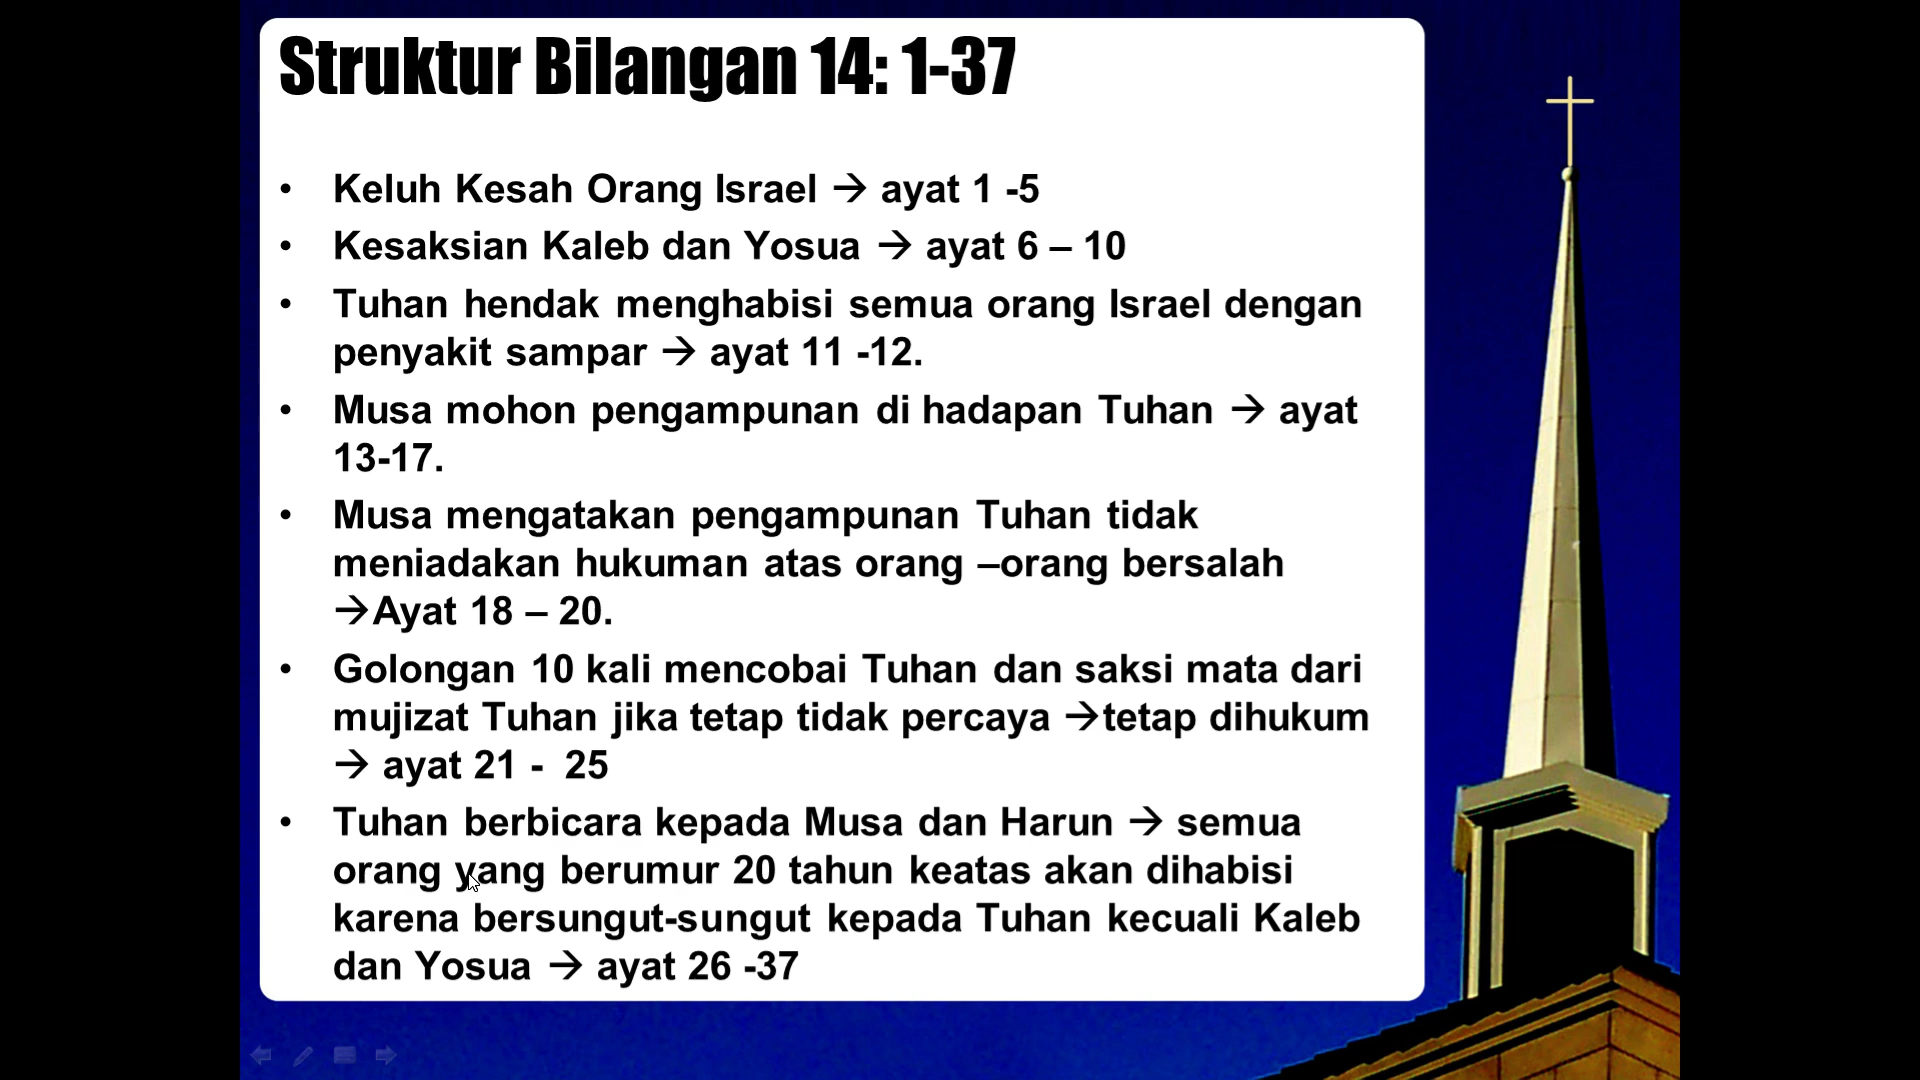 Struktur Bilangan 14: 1-37
• Keluh Kesah Orang Israel → ayat 1 -5
• Kesaksian Kaleb dan Yosua → ayat 6 – 10
• Tuhan hendak menghabisi semua orang Israel dengan
penyakit sampar → ayat 11 -12.
• Musa mohon pengampunan di hadapan Tuhan → ayat
13-17.
• Musa mengatakan pengampunan Tuhan tidak
meniadakan hukuman atas orang –orang bersalah
→Ayat 18 – 20.
• Golongan 10 kali mencobai Tuhan dan saksi mata dari
mujizat Tuhan jika tetap tidak percaya →tetap dihukum
→ ayat 21 -  25
• Tuhan berbicara kepada Musa dan Harun → semua
orang yang berumur 20 tahun keatas akan dihabisi
karena bersungut-sungut kepada Tuhan kecuali Kaleb
dan Yosua → ayat 26 -37